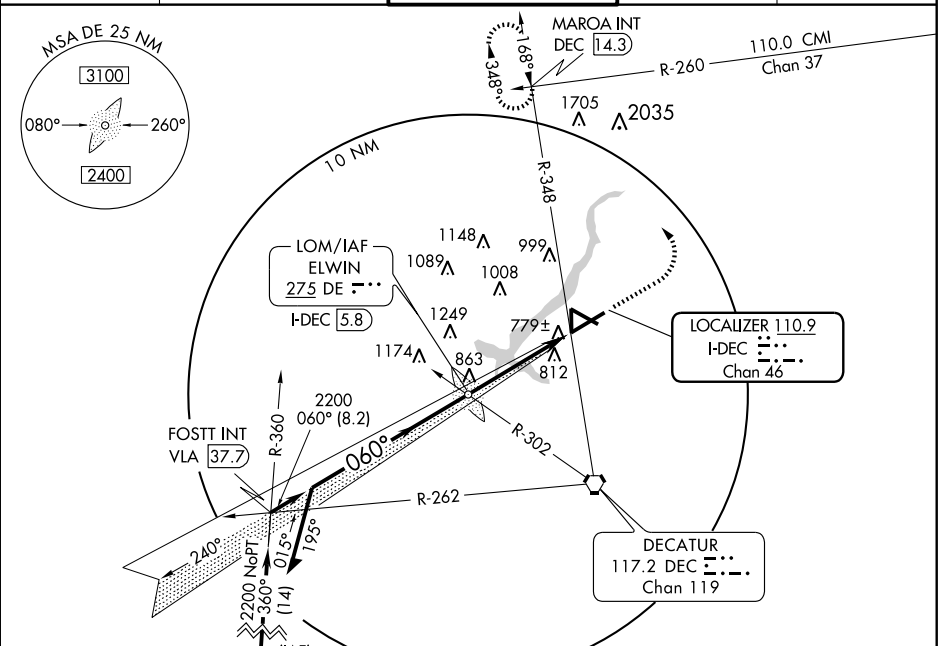 MSA DE 25 NM
3100
080°
260°
2400
MAROA INT
DEC 14.3
168°
348°
110.0 CMI
R-260
Chan 37
1705
2035
10 NM
R-348
LOM/IAF
ELWIN
275 DE
I-DEC 5.8
1148
999
1089
1008
1249
779±
1174
863
812
LOCALIZER 110.9
I-DEC
Chan 46
2200
060° (8.2)
R-360
FOSTT INT
VLA 37.7
060°
R-302
R-262
240°
015°
195°
2200 NoPT
360°
(14)
DECATUR
117.2 DEC
Chan 119